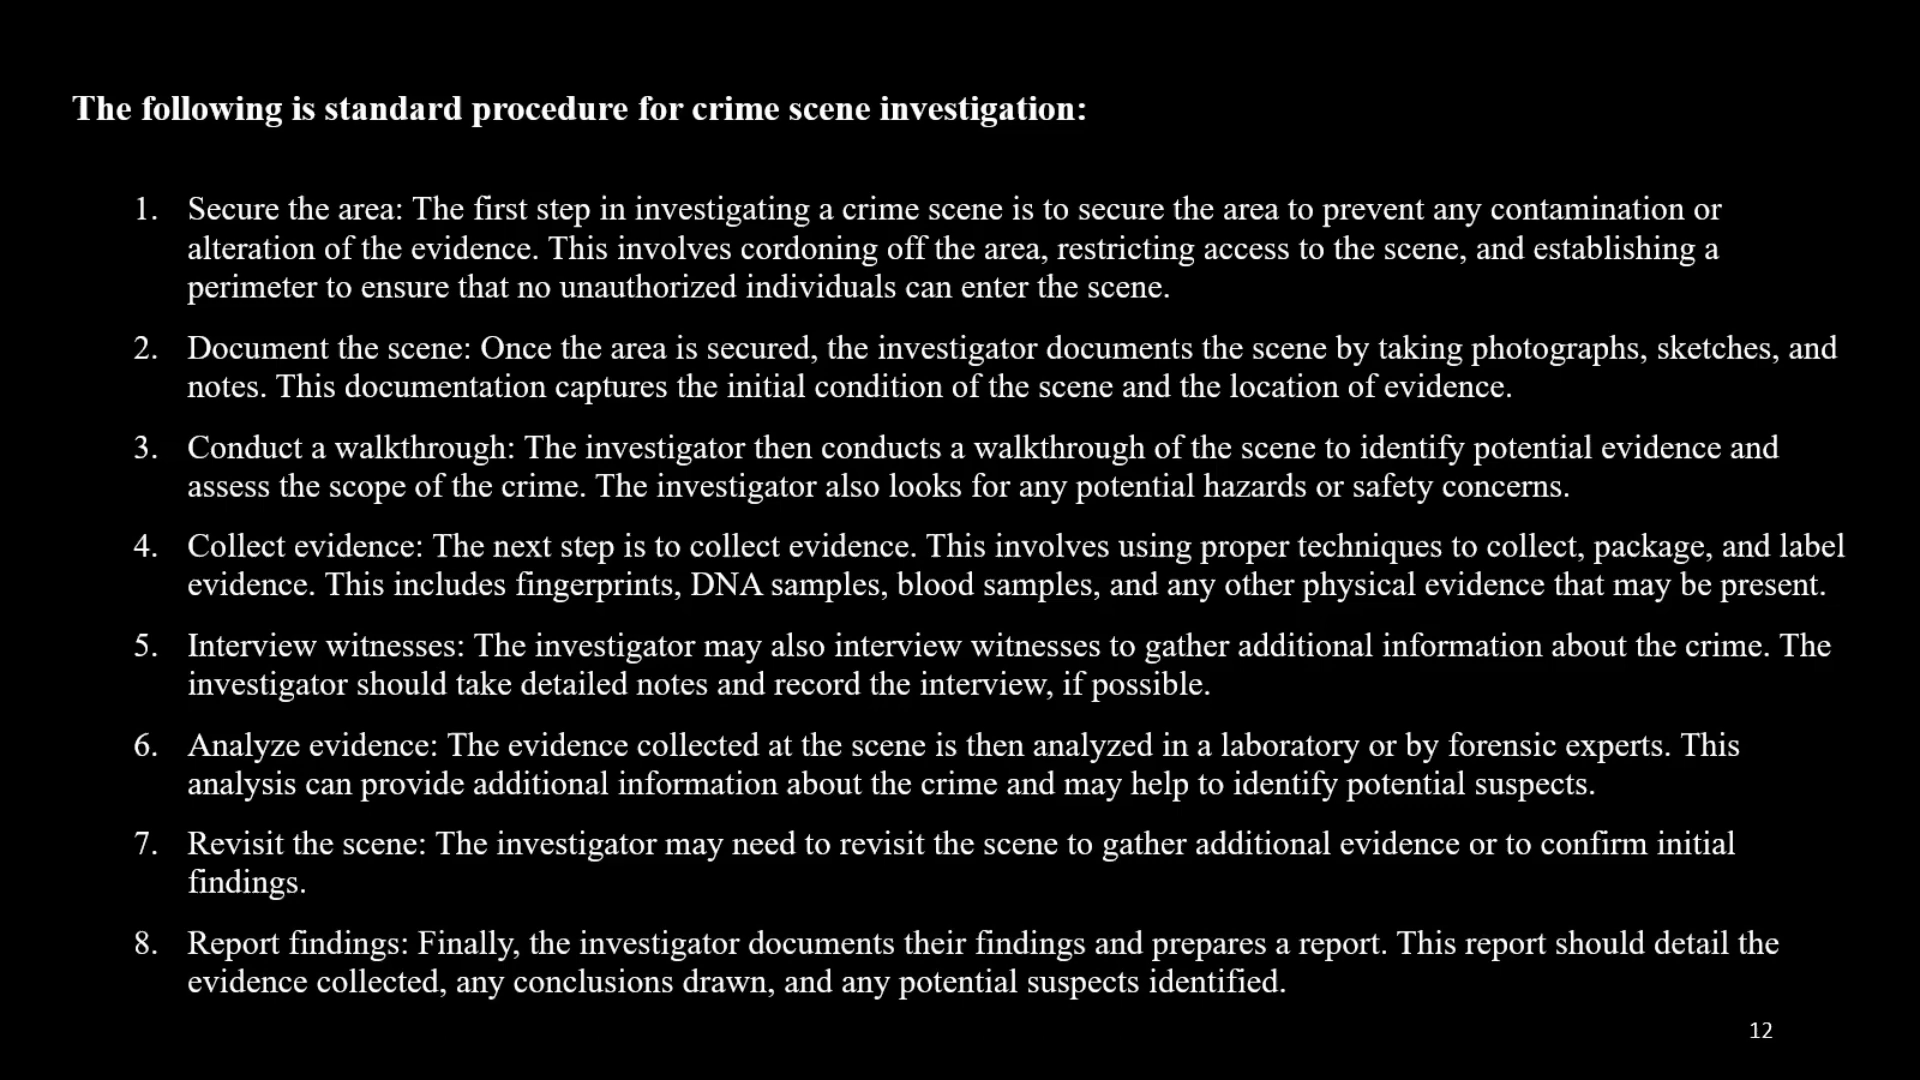 The following is standard procedure for crime scene investigation:
1. Secure the area: The first step in investigating a crime scene is to secure the area to prevent any contamination or
alteration of the evidence. This involves cordoning off the area, restricting access to the scene, and establishing a
perimeter to ensure that no unauthorized individuals can enter the scene.
2. Document the scene: Once the area is secured, the investigator documents the scene by taking photographs, sketches, and
notes. This documentation captures the initial condition of the scene and the location of evidence.
3. Conduct a walkthrough: The investigator then conducts a walkthrough of the scene to identify potential evidence and
assess the scope of the crime. The investigator also looks for any potential hazards or safety concerns.
4. Collect evidence: The next step is to collect evidence. This involves using proper techniques to collect, package, and label
evidence. This includes fingerprints, DNA samples, blood samples, and any other physical evidence that may be present.
5. Interview witnesses: The investigator may also interview witnesses to gather additional information about the crime. The
investigator should take detailed notes and record the interview, if possible.
6. Analyze evidence: The evidence collected at the scene is then analyzed in a laboratory or by forensic experts. This
analysis can provide additional information about the crime and may help to identify potential suspects.
7. Revisit the scene: The investigator may need to revisit the scene to gather additional evidence or to confirm initial
findings.
8. Report findings: Finally, the investigator documents their findings and prepares a report. This report should detail the
evidence collected, any conclusions drawn, and any potential suspects identified.
12